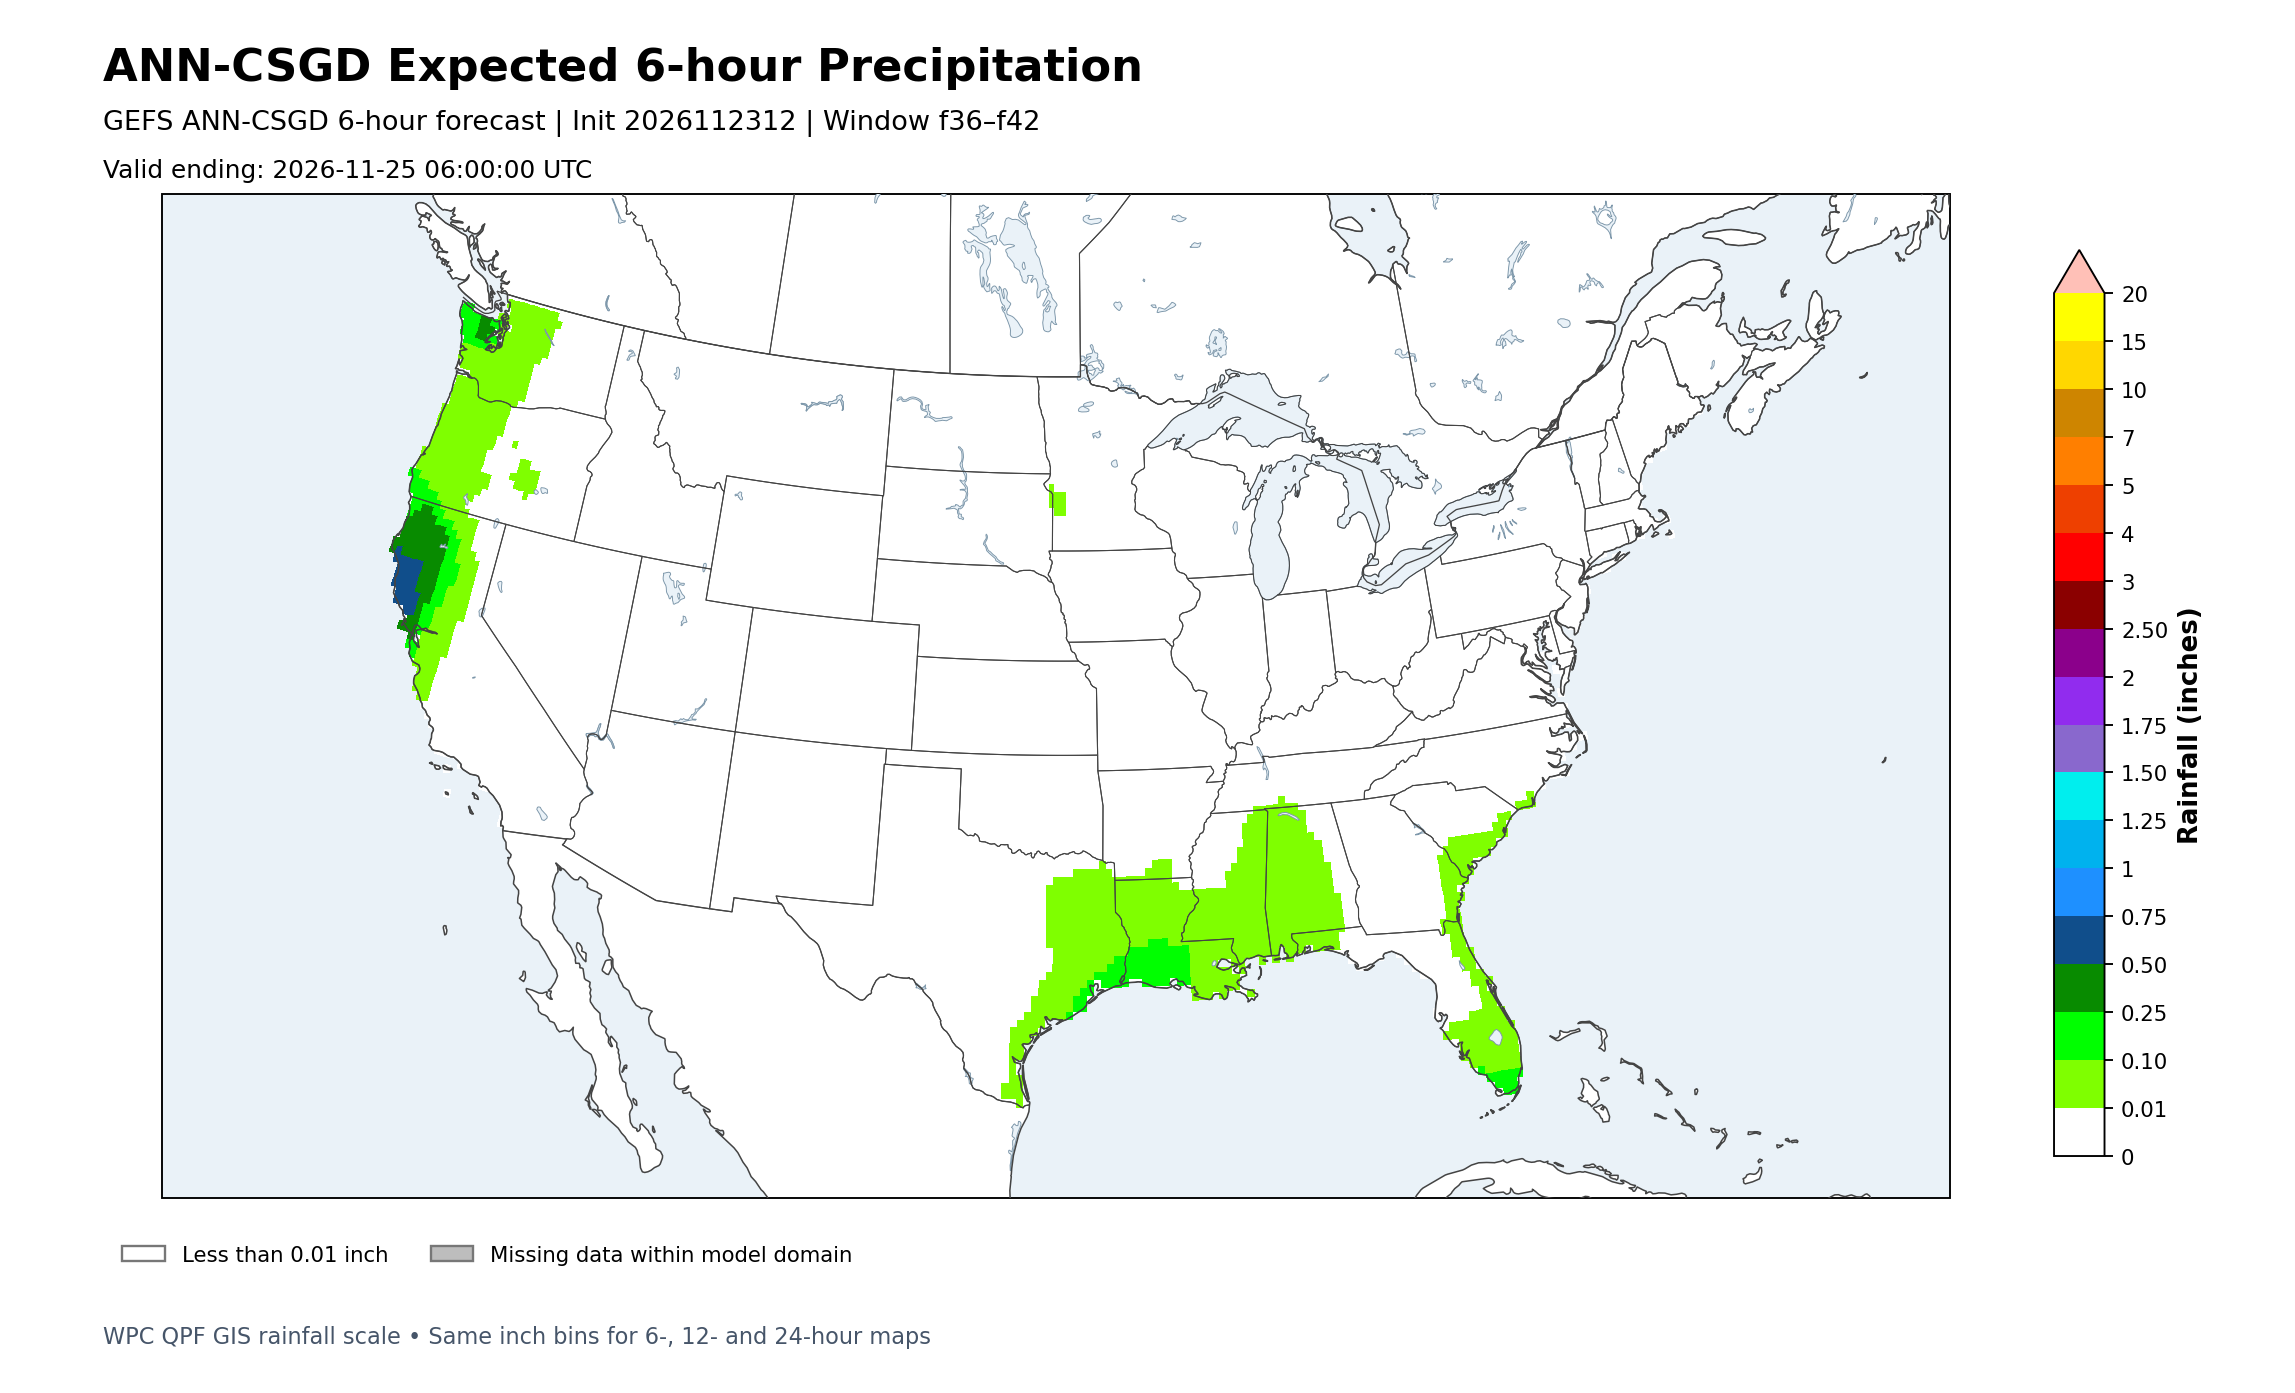 ANN-CSGD Expected 6-hour Precipitation
GEFS ANN-CSGD 6-hour forecast | Init 2026112312 | Window f36–f42
Valid ending: 2026-11-25 06:00:00 UTC
20
15
10
7
5
4
3
2.50
2
1.75
1.50
1.25
1
0.75
0.50
0.25
0.10
0.01
0
Rainfall (inches)
Less than 0.01 inch
Missing data within model domain
WPC QPF GIS rainfall scale • Same inch bins for 6-, 12- and 24-hour maps